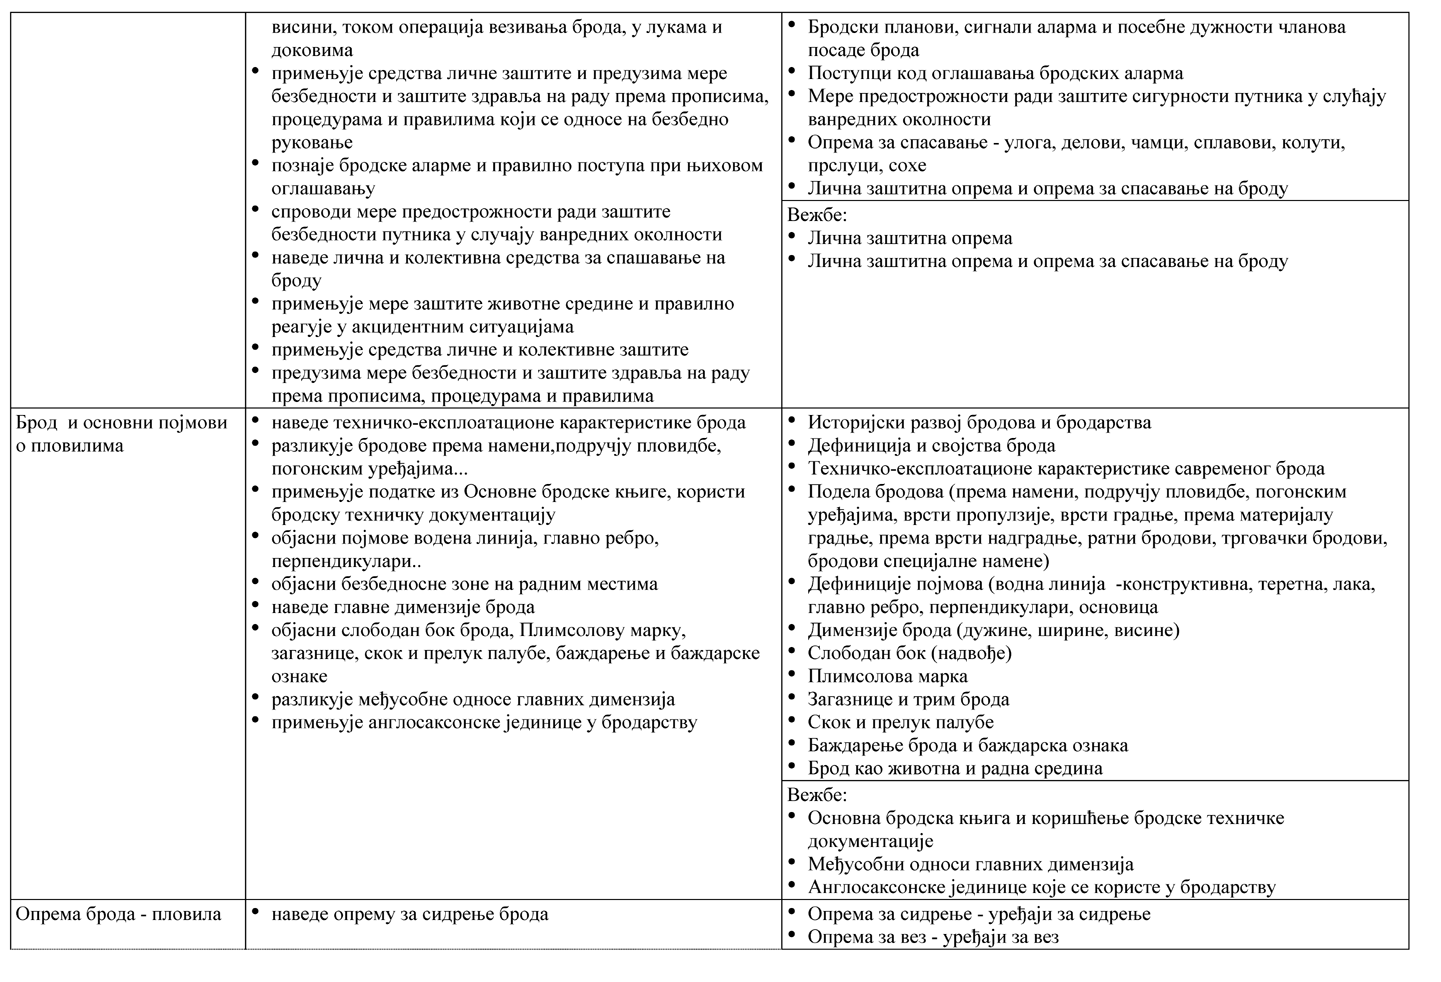 висини, током операција везивања брода, у лукама и
доковима
• примењује средства личне заштите и предузима мере
безбедности и заштите здравља на раду према прописима,
процедурама и правилима који се односе на безбедно
руковање
• познаје бродске аларме и правилно поступа при њиховом
оглашавању
• спроводи мере предострожности ради заштите
безбедности путника у случају ванредних околности
• наведе лична и колективна средства за спашавање на
броду
• примењује мере заштите животне средине и правилно
реагује у акцидентним ситуацијама
• примењује средства личне и колективне заштите
• предузима мере безбедности и заштите здравља на раду
према прописима, процедурама и правилима
• Бродски планови, сигнали аларма и посебне дужности чланова
посаде брода
• Поступци код оглашавања бродских аларма
• Мере предострожности ради заштите сигурности путника у слућају
ванредних околности
• Опрема за спасавање - улога, делови, чамци, сплавови, колути,
прслуци, сохе
• Лична заштитна опрема и опрема за спасавање на броду
Вежбе:
• Лична заштитна опрема
• Лична заштитна опрема и опрема за спасавање на броду
Брод и основни појмови
о пловилима
• наведе техничко-експлоатационе карактеристике брода
• разликује бродове према намени,подручју пловидбе,
погонским уређајима...
• примењује податке из Основне бродске књиге, користи
бродску техничку документацију
• објасни појмове водена линија, главно ребро,
перпендикулари..
• објасни безбедносне зоне на радним местима
• наведе главне димензије брода
• објасни слободан бок брода, Плимсолову марку,
загазнице, скок и прелук палубе, баждарење и баждарске
ознаке
• разликује међусобне односе главних димензија
• примењује англосаксонске јединице у бродарству
• Историјски развој бродова и бродарства
• Дефиниција и својства брода
• Техничко-експлоатационе карактеристике савременог брода
• Подела бродова (према намени, подручју пловидбе, погонским
уређајима, врсти пропулзије, врсти градње, према материјалу
градње, према врсти надградње, ратни бродови, трговачки бродови,
бродови специјалне намене)
• Дефиниције појмова (водна линија -конструктивна, теретна, лака,
главно ребро, перпендикулари, основица
• Димензије брода (дужине, ширине, висине)
• Слободан бок (надвође)
• Плимсолова марка
• Загазнице и трим брода
• Скок и прелук палубе
• Баждарење брода и баждарска ознака
• Брод као животна и радна средина
Вежбе:
• Основна бродска књига и коришћење бродске техничке
документације
• Међусобни односи главних димензија
• Англосаксонске јединице које се користе у бродарству
Опрема брода - пловила
• наведе опрему за сидрење брода
• Опрема за сидрење - уређаји за сидрење
• Опрема за вез - уређаји за вез